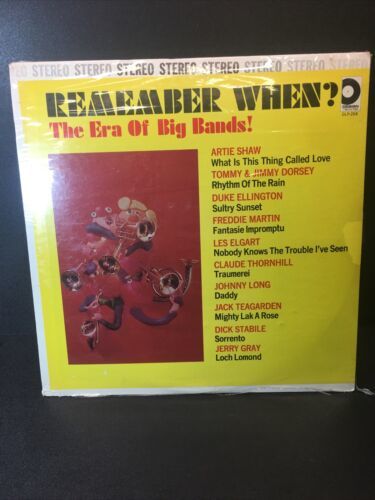 STEREO STEREO STEREO STEREO STEREO STEREO STEREO
REMEMBER WHEN?
The Era Of Big Bands!
DLP-264
ARTIE SHAW
What Is This Thing Called Love
TOMMY & JIMMY DORSEY
Rhythm Of The Rain
DUKE ELLINGTON
Sultry Sunset
FREDDIE MARTIN
Fantasie Impromptu
LES ELGART
Nobody Knows The Trouble I've Seen
CLAUDE THORNHILL
Traumerei
JOHNNY LONG
Daddy
JACK TEAGARDEN
Mighty Lak A Rose
DICK STABILE
Sorrento
JERRY GRAY
Loch Lomond